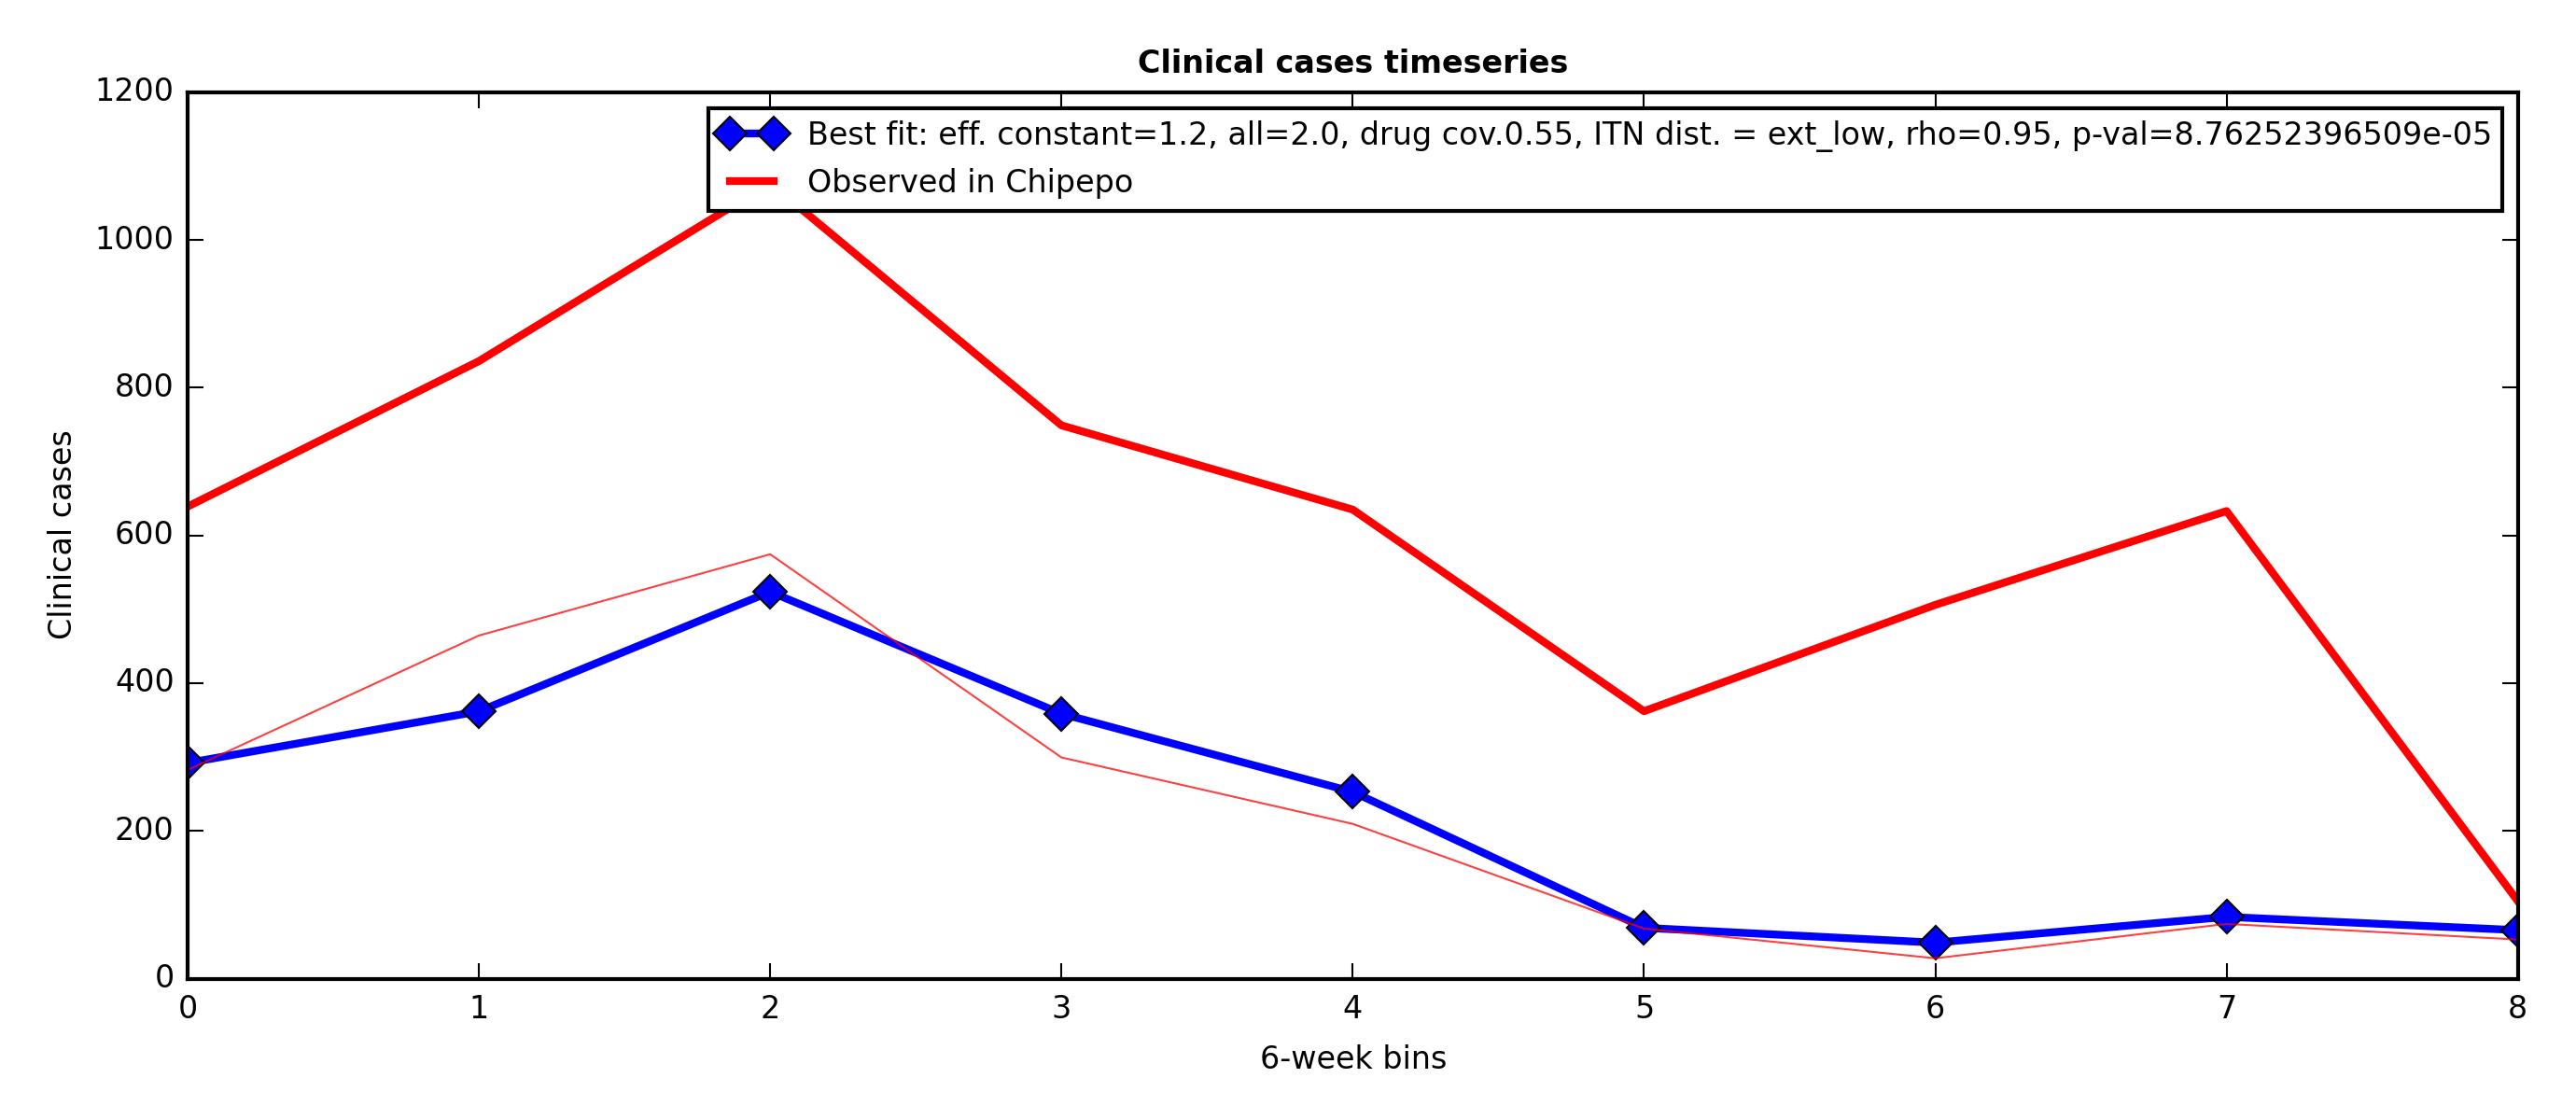 Clinical cases timeseries
Best fit: eff. constant=1.2, all=2.0, drug cov.0.55, ITN dist. = ext_low, rho=0.95, p-val=8.76252396509e-05
Observed in Chipepo
1200
1000
800
600
400
200
0
Clinical cases
0 1 2 3 4 5 6 7 8
6-week bins